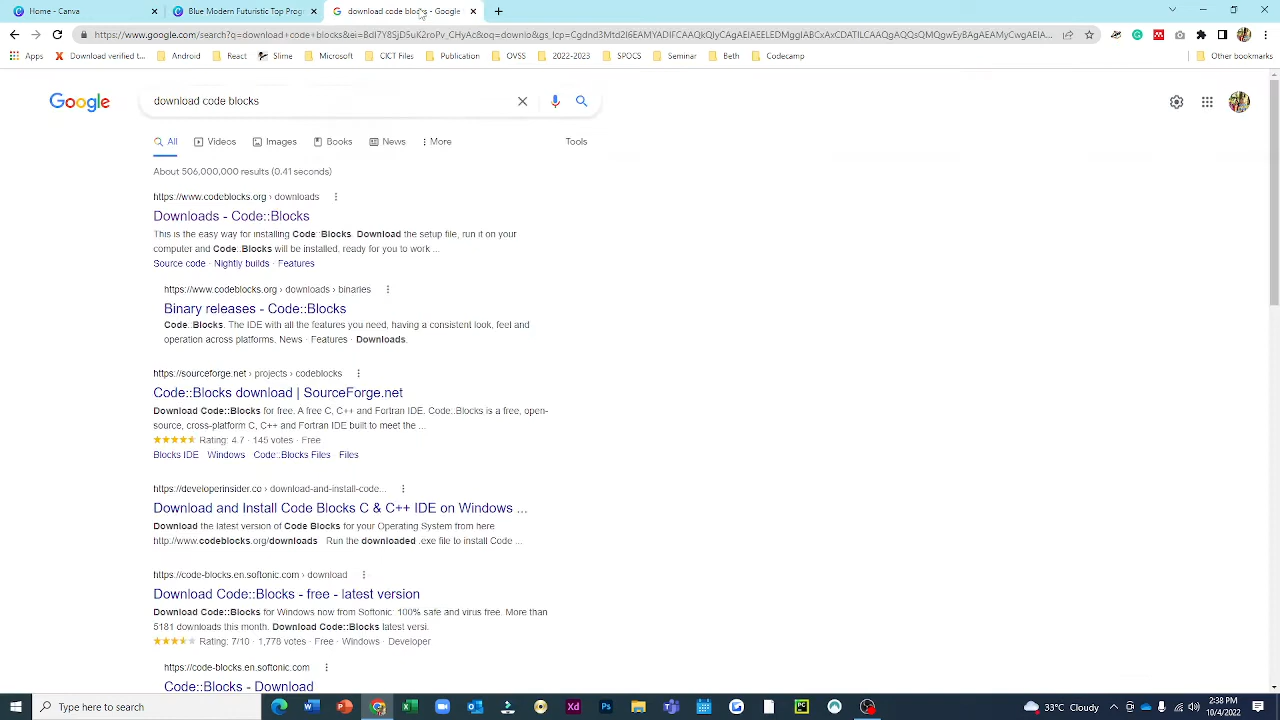 Home - Canva
Blue Modern Futuristic Top Prog
download code blocks - Google
https://www.google.com/search?q=download+code+blocks&ei=
Apps
Download verified t...
Android
React
Slime
Microsoft
CICT Files
Publication
OVSS
2022-2023
SPOCS
Seminar
Beth
Codecamp
Other bookmarks
Google
download code blocks
All
Videos
Images
Books
News
More
Tools
About 506,000,000 results (0.41 seconds)
https://www.codeblocks.org › downloads
Downloads - Code::Blocks
This is the easy way for installing Code::Blocks. Download the setup file, run it on your
computer and Code::Blocks will be installed, ready for you to work ...
Source code · Nightly builds · Features
https://www.codeblocks.org › downloads › binaries
Binary releases - Code::Blocks
Code::Blocks. The IDE with all the features you need, having a consistent look, feel and
operation across platforms. News · Features · Downloads.
https://sourceforge.net › projects › codeblocks
Code::Blocks download | SourceForge.net
Download Code::Blocks for free. A free C, C++ and Fortran IDE. Code::Blocks is a free, open-
source, cross-platform C, C++ and Fortran IDE built to meet the ...
Rating: 4.7 · 145 votes · Free
Blocks IDE · Windows · Code::Blocks Files · Files
https://developerinsider.co › download-and-install-code...
Download and Install Code Blocks C & C++ IDE on Windows ...
Download the latest version of Code Blocks for your Operating System from here
http://www.codeblocks.org/downloads · Run the downloaded .exe file to install Code ...
https://code-blocks.en.softonic.com › download
Download Code::Blocks - free - latest version
Download Code::Blocks for Windows now from Softonic: 100% safe and virus free. More than
5181 downloads this month. Download Code::Blocks latest versi.
Rating: 7/10 · 1,778 votes · Free · Windows · Developer
https://code-blocks.en.softonic.com
Code::Blocks - Download
Type here to search
33°C Cloudy
2:38 PM
10/4/2022